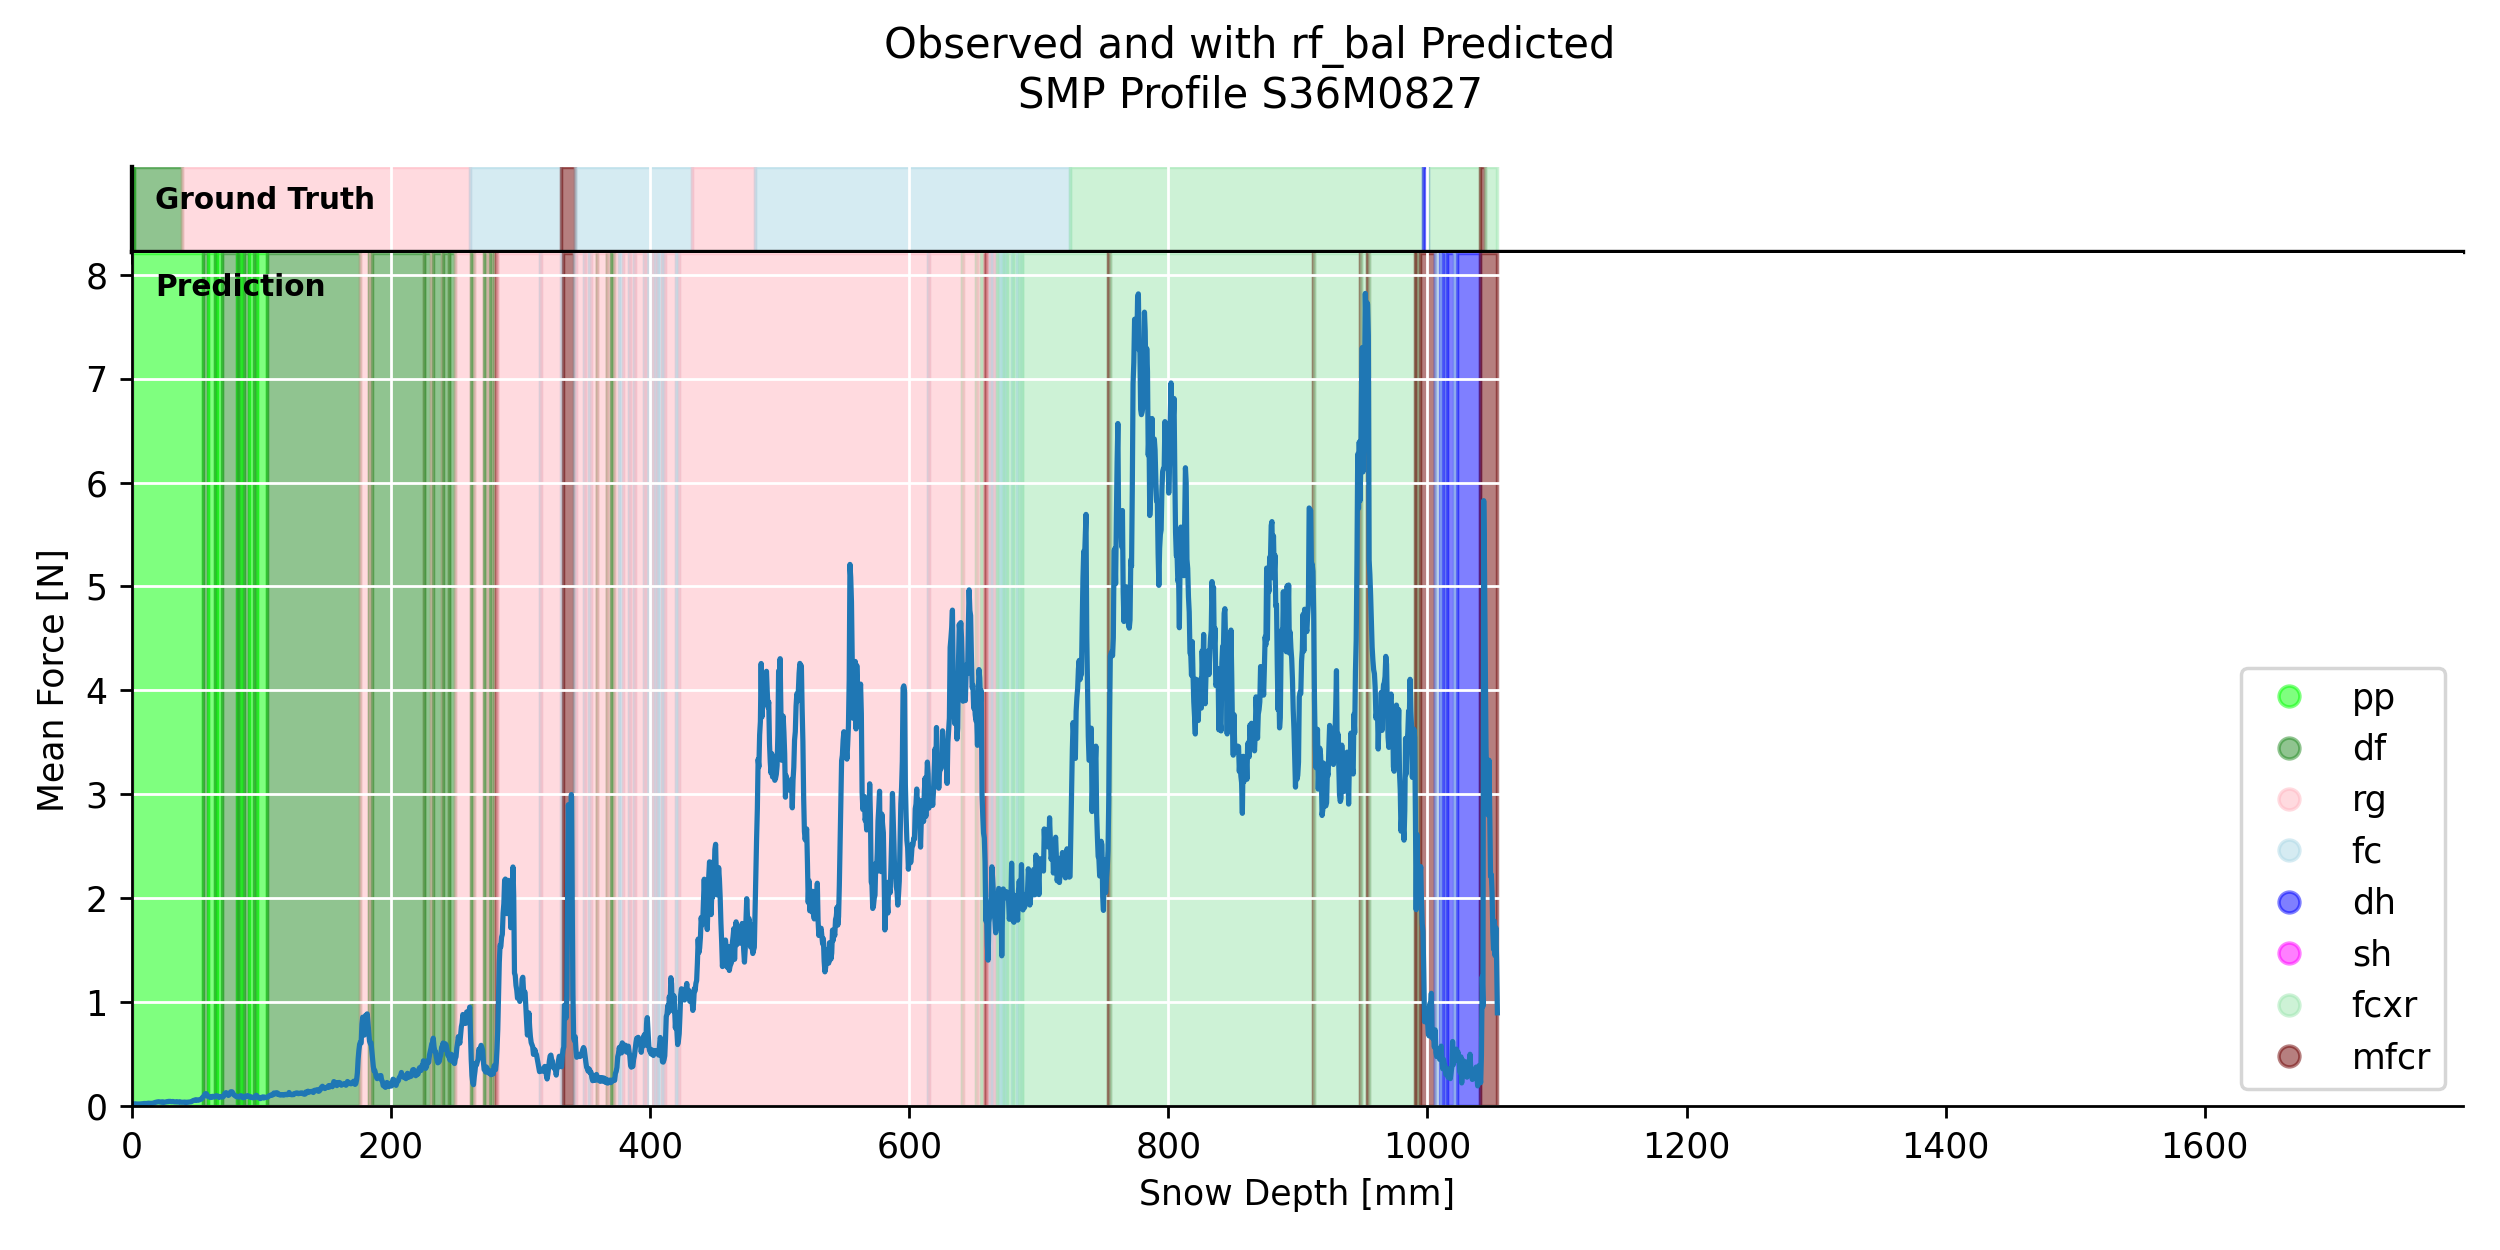 Observed and with rf_bal Predicted
SMP Profile S36M0827
Ground Truth
Prediction
8
7
6
5
4
3
2
1
0
Mean Force [N]
0 200 400 600 800 1000 1200 1400 1600
Snow Depth [mm]
pp
df
rg
fc
dh
sh
fcxr
mfcr